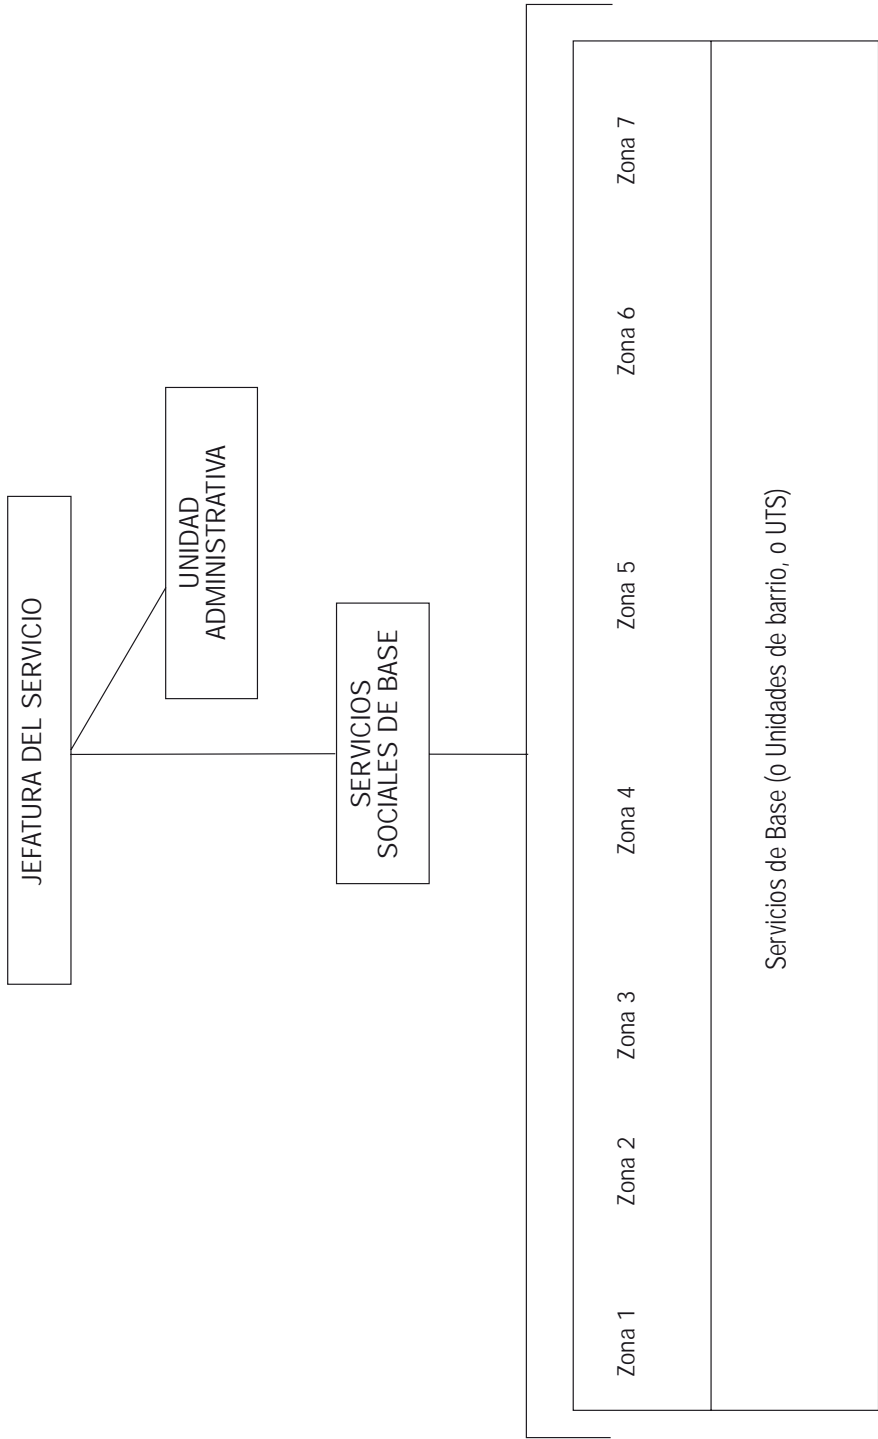 JEFATURA DEL SERVICIO
UNIDAD
ADMINISTRATIVA
SERVICIOS
SOCIALES DE BASE
Zona 1
Zona 2
Zona 3
Zona 4
Zona 5
Zona 6
Zona 7
Servicios de Base (o Unidades de barrio, o UTS)